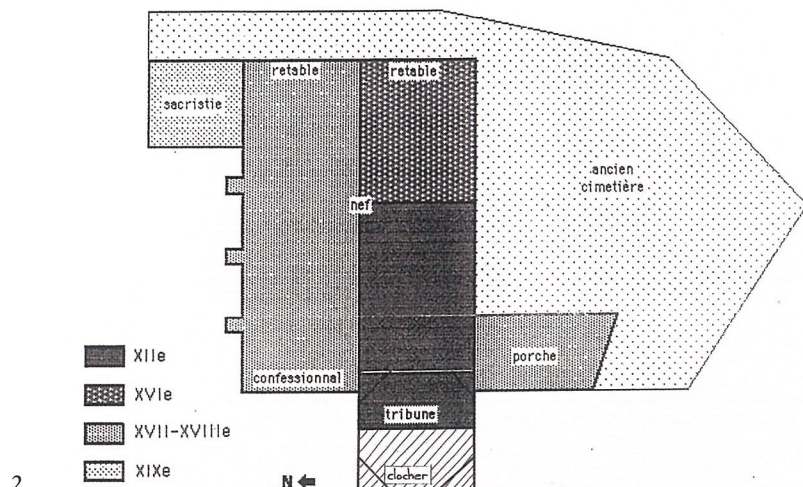 retable
retable
sacristie
ancien
cimetière
nef
porche
confessionnal
tribune
clocher
XIIe
XVIe
XVII-XVIIIe
XIXe
N
2